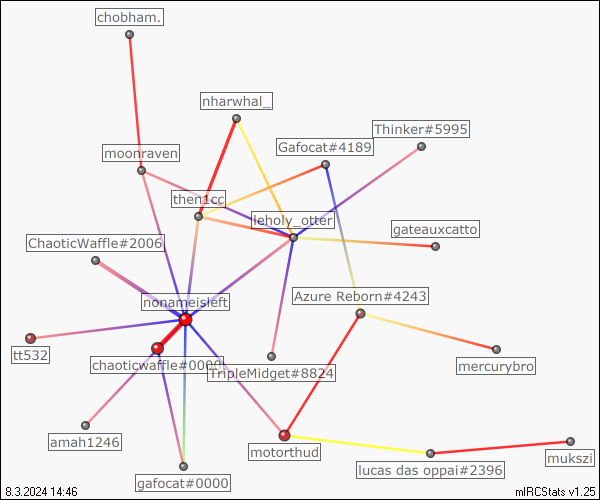 chobham.
nharwhal_
Thinker#5995
Gafocat#4189
moonraven
then1cc
leholy_otter
gateauxcatto
ChaoticWaffle#2006
Azure Reborn#4243
nonameisleft
tt532
chaoticwaffle#0000
TripleMidget#8824
mercurybro
amah1246
motorthud
mukszi
lucas das oppai#2396
gafocat#0000
8.3.2024 14:46
mIRCStats v1.25